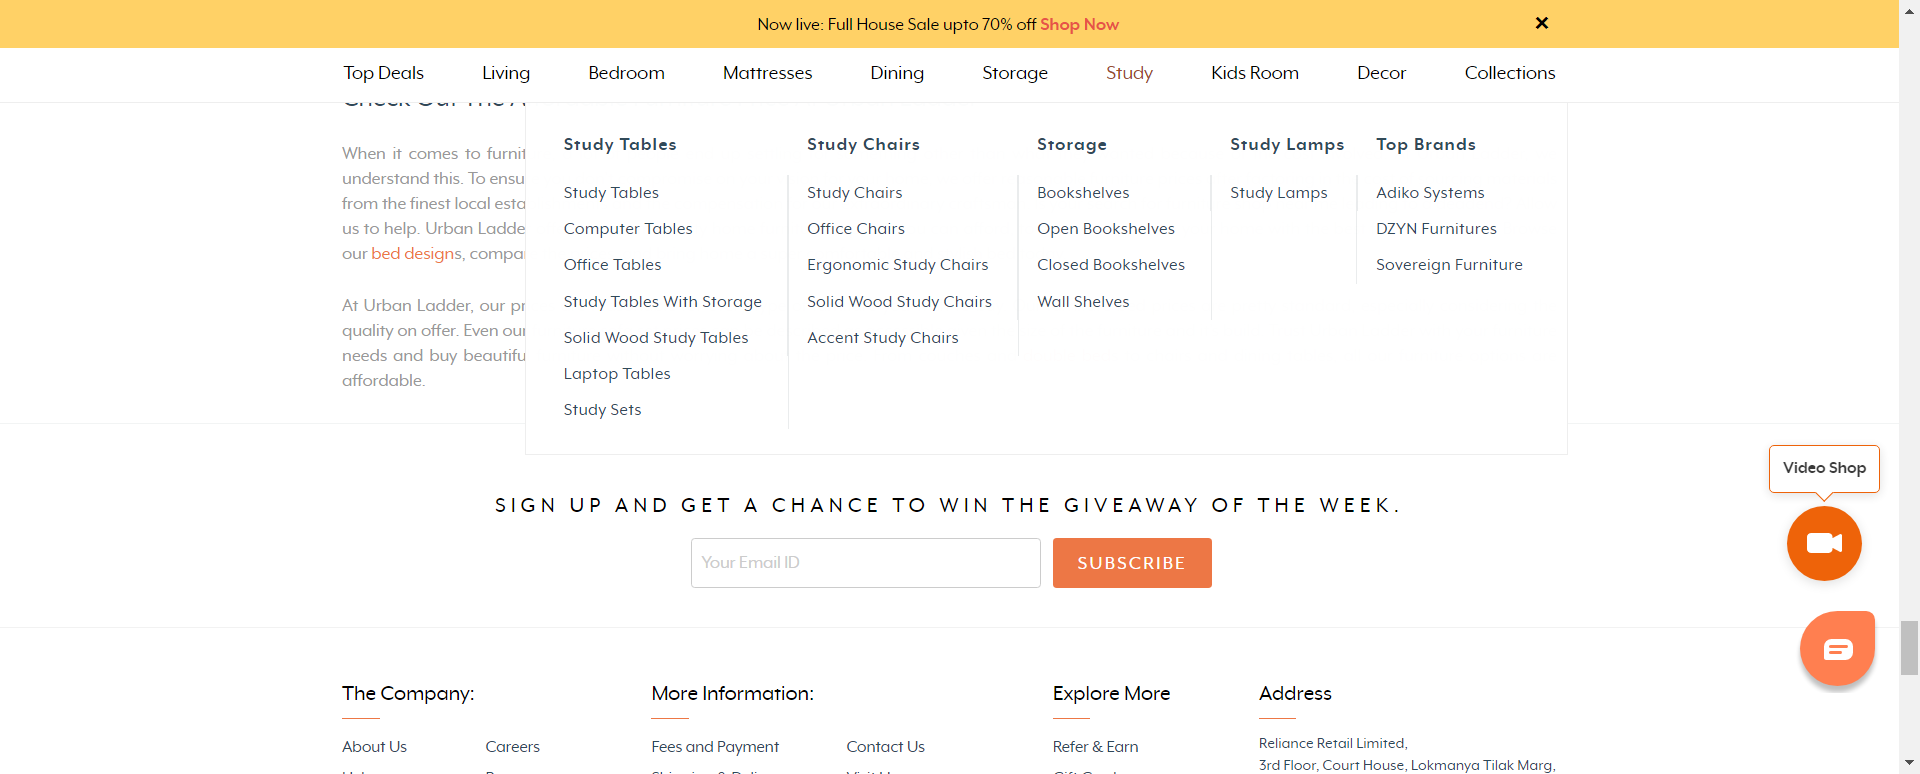 Now live: Full House Sale upto 70% off Shop Now
Top Deals Living Bedroom Mattresses Dining Storage Study Kids Room Decor Collections
When it comes to furnit
understand this. To ensu
from the finest local esta
us to help. Urban Ladde
our bed designs, compa
At Urban Ladder, our pr
quality on offer. Even our
needs and buy beautifu
affordable.
Study Tables
Study Tables
Computer Tables
Office Tables
Study Tables With Storage
Solid Wood Study Tables
Laptop Tables
Study Sets
Study Chairs
Study Chairs
Office Chairs
Ergonomic Study Chairs
Solid Wood Study Chairs
Accent Study Chairs
Storage
Bookshelves
Open Bookshelves
Closed Bookshelves
Wall Shelves
Study Lamps
Study Lamps
Top Brands
Adiko Systems
DZYN Furnitures
Sovereign Furniture
Video Shop
SIGN UP AND GET A CHANCE TO WIN THE GIVEAWAY OF THE WEEK.
Your Email ID
SUBSCRIBE
The Company:
About Us Careers
More Information:
Fees and Payment Contact Us
Explore More
Refer & Earn
Address
Reliance Retail Limited,
3rd Floor, Court House, Lokmanya Tilak Marg,